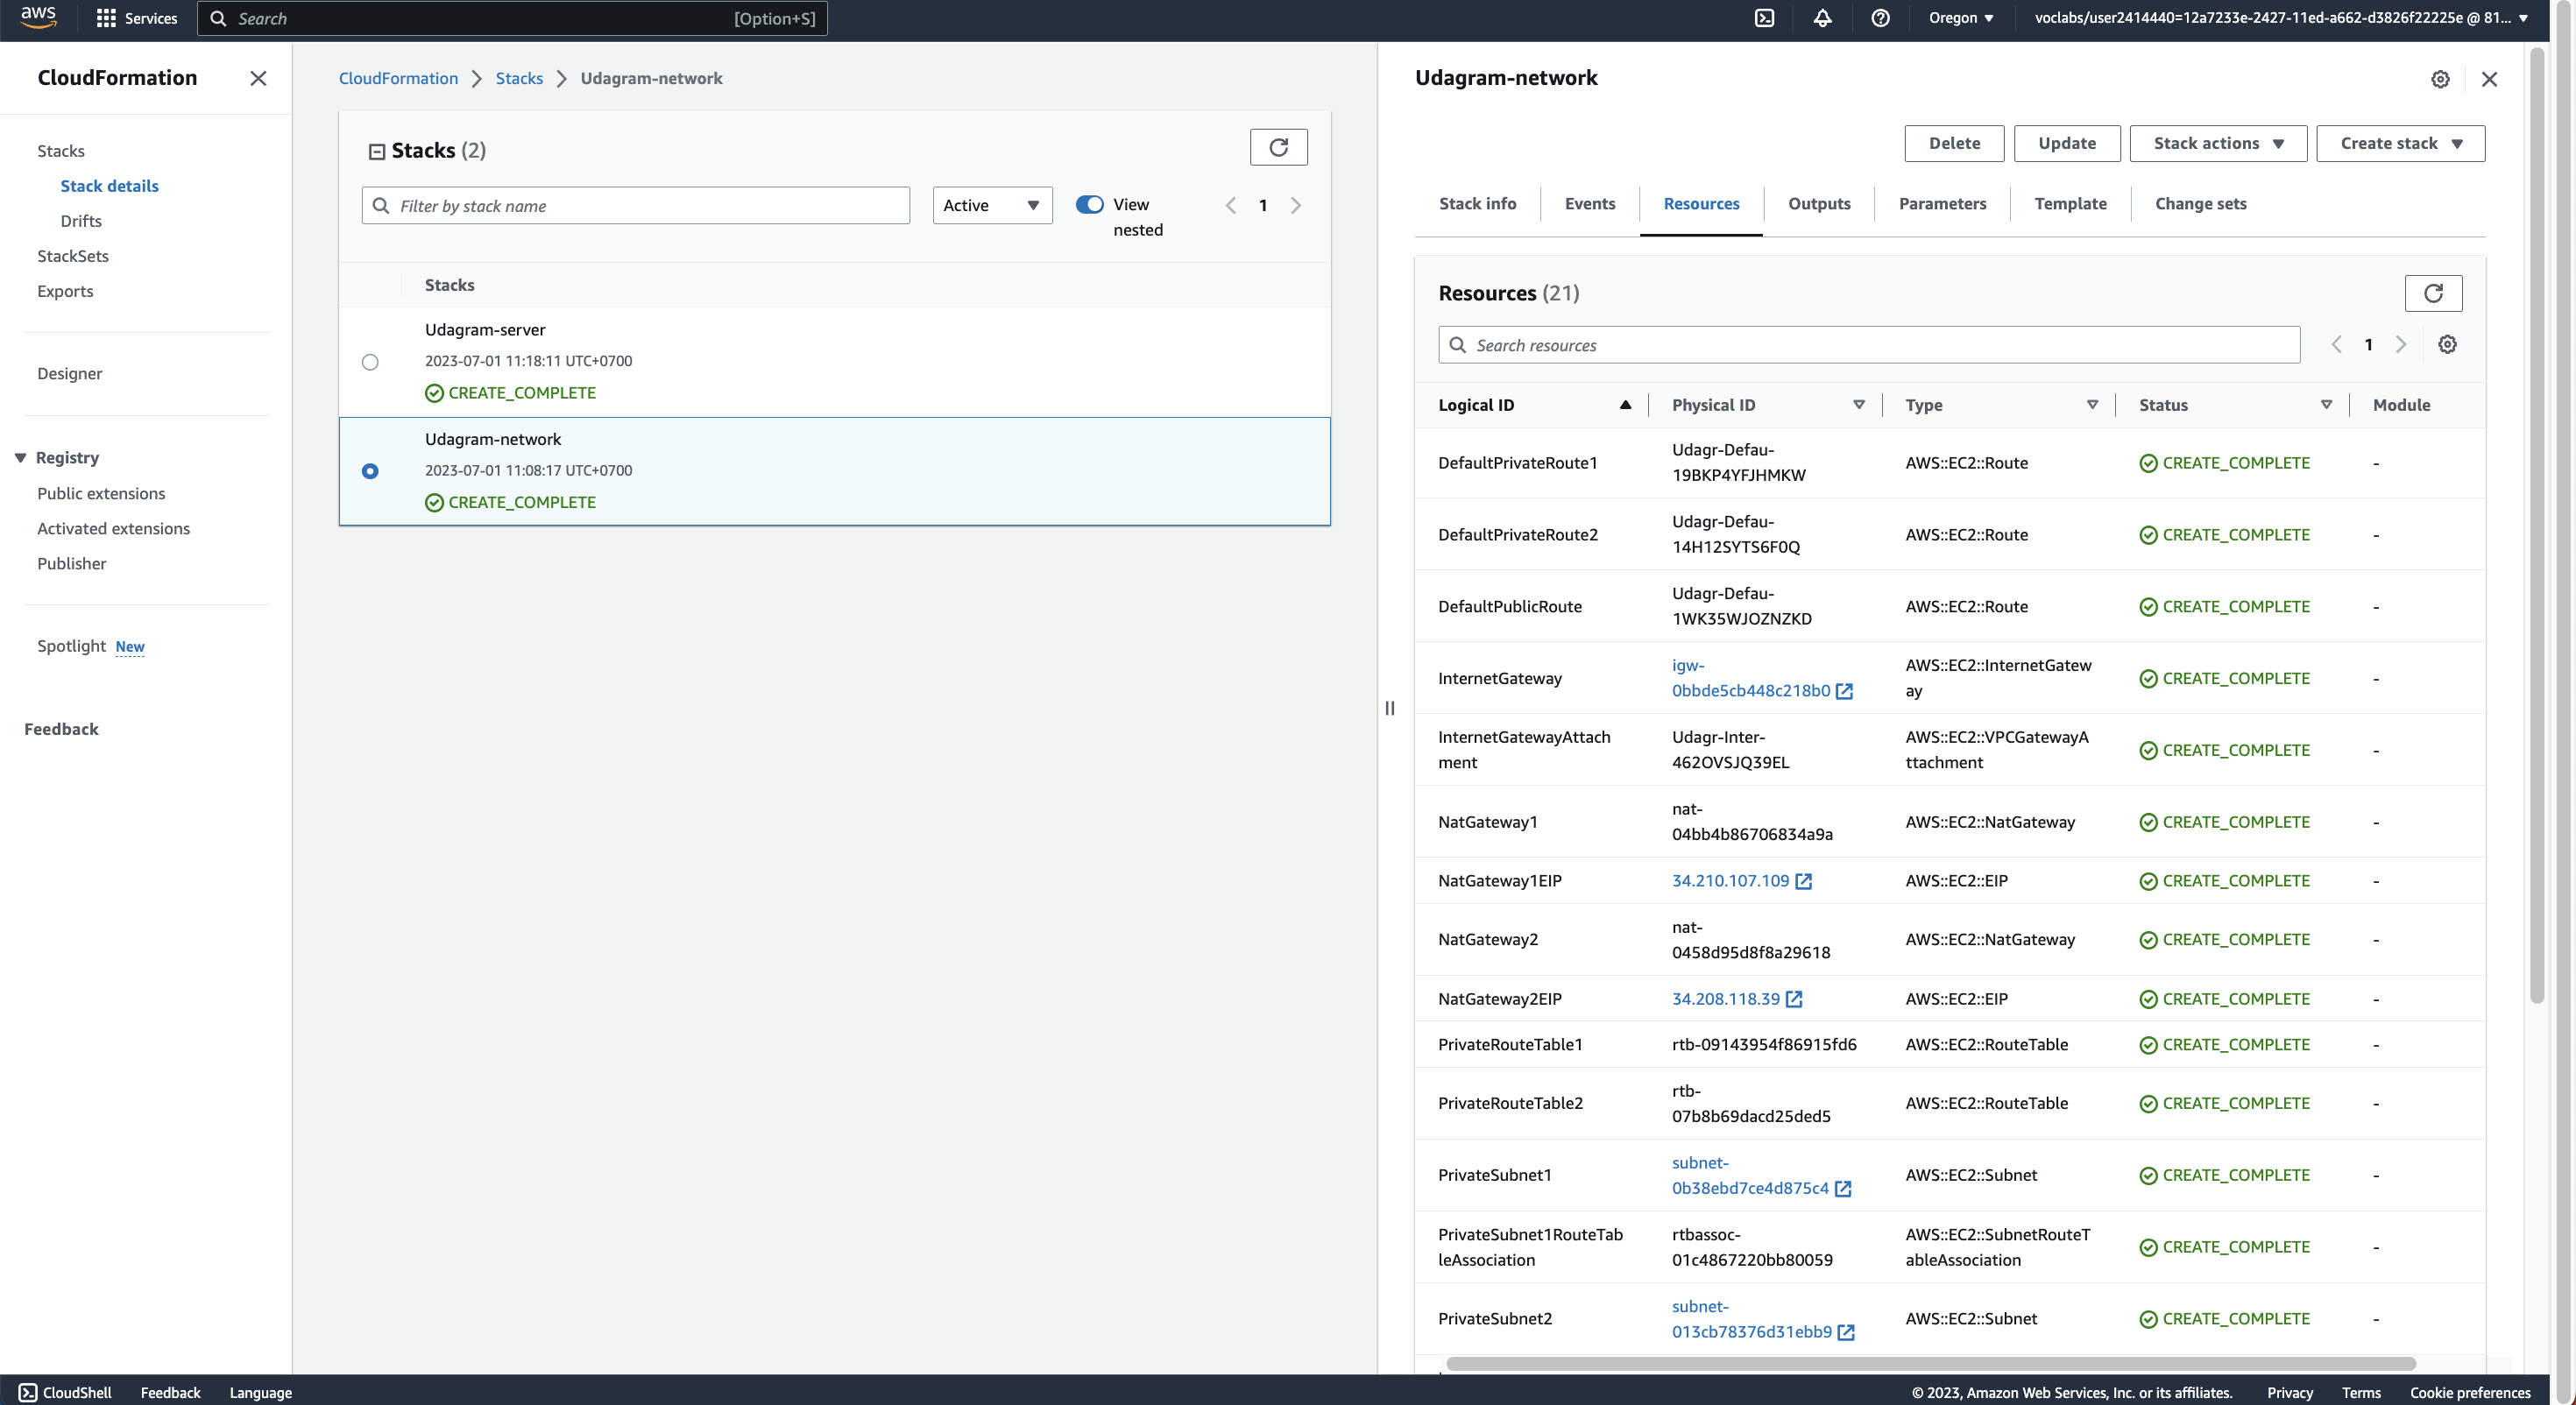 aws
Services
Search
[Option+S]
Oregon
voclabs/user2414440=12a7233e-2427-11ed-a662-d3826f22225e @ 81...
CloudFormation
Stacks
Stack details
Drifts
StackSets
Exports
Designer
Registry
Public extensions
Activated extensions
Publisher
Spotlight New
Feedback
CloudFormation
Stacks
Udagram-network
Stacks (2)
Filter by stack name
Active
View
nested
1
Stacks
Udagram-server
2023-07-01 11:18:11 UTC+0700
CREATE_COMPLETE
Udagram-network
2023-07-01 11:08:17 UTC+0700
CREATE_COMPLETE
Udagram-network
Delete
Update
Stack actions
Create stack
Stack info
Events
Resources
Outputs
Parameters
Template
Change sets
Resources (21)
Search resources
1
Logical ID
Physical ID
Type
Status
Module
DefaultPrivateRoute1
Udagr-Defau-
19BKP4YFJHMKW
AWS::EC2::Route
CREATE_COMPLETE
-
DefaultPrivateRoute2
Udagr-Defau-
14H12SYTS6F0Q
AWS::EC2::Route
CREATE_COMPLETE
-
DefaultPublicRoute
Udagr-Defau-
1WK35WJOZNZKD
AWS::EC2::Route
CREATE_COMPLETE
-
InternetGateway
igw-
0bbde5cb448c218b0
AWS::EC2::InternetGatew
ay
CREATE_COMPLETE
-
InternetGatewayAttach
ment
Udagr-Inter-
462OVSJQ39EL
AWS::EC2::VPCGatewayA
ttachment
CREATE_COMPLETE
-
NatGateway1
nat-
04bb4b86706834a9a
AWS::EC2::NatGateway
CREATE_COMPLETE
-
NatGateway1EIP
34.210.107.109
AWS::EC2::EIP
CREATE_COMPLETE
-
NatGateway2
nat-
0458d95d8f8a29618
AWS::EC2::NatGateway
CREATE_COMPLETE
-
NatGateway2EIP
34.208.118.39
AWS::EC2::EIP
CREATE_COMPLETE
-
PrivateRouteTable1
rtb-09143954f86915fd6
AWS::EC2::RouteTable
CREATE_COMPLETE
-
PrivateRouteTable2
rtb-
07b8b69dacd25ded5
AWS::EC2::RouteTable
CREATE_COMPLETE
-
PrivateSubnet1
subnet-
0b38ebd7ce4d875c4
AWS::EC2::Subnet
CREATE_COMPLETE
-
PrivateSubnet1RouteTab
leAssociation
rtbassoc-
01c4867220bb80059
AWS::EC2::SubnetRouteT
ableAssociation
CREATE_COMPLETE
-
PrivateSubnet2
subnet-
013cb78376d31ebb9
AWS::EC2::Subnet
CREATE_COMPLETE
-
CloudShell
Feedback
Language
© 2023, Amazon Web Services, Inc. or its affiliates.
Privacy
Terms
Cookie preferences